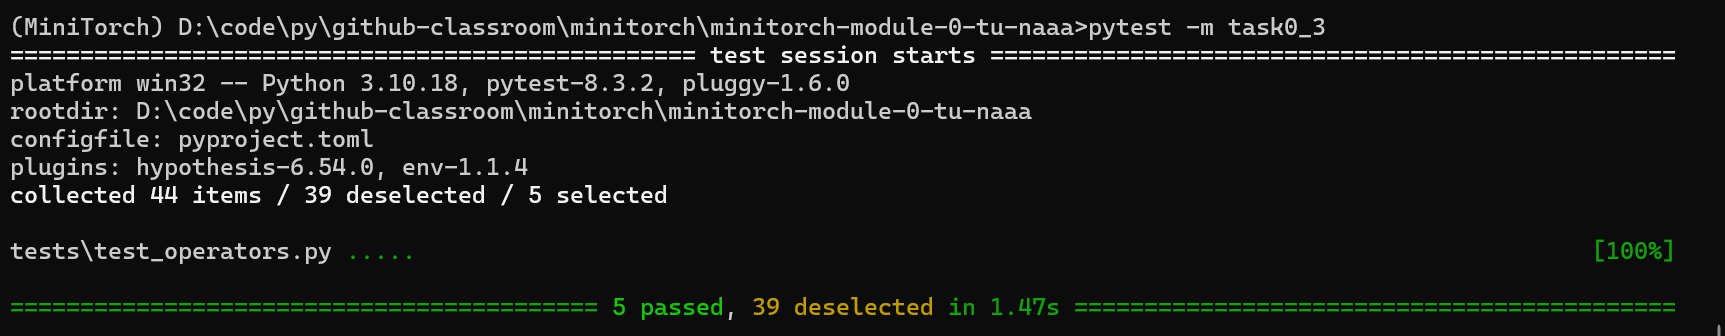 (MiniTorch) D:\code\py\github-classroom\minitorch\minitorch-module-0-tu-naaa>pytest -m task0_3
================================================= test session starts =================================================
platform win32 -- Python 3.10.18, pytest-8.3.2, pluggy-1.6.0
rootdir: D:\code\py\github-classroom\minitorch\minitorch-module-0-tu-naaa
configfile: pyproject.toml
plugins: hypothesis-6.54.0, env-1.1.4
collected 44 items / 39 deselected / 5 selected
tests\test_operators.py ..... [100%]
========================================== 5 passed, 39 deselected in 1.47s ===========================================